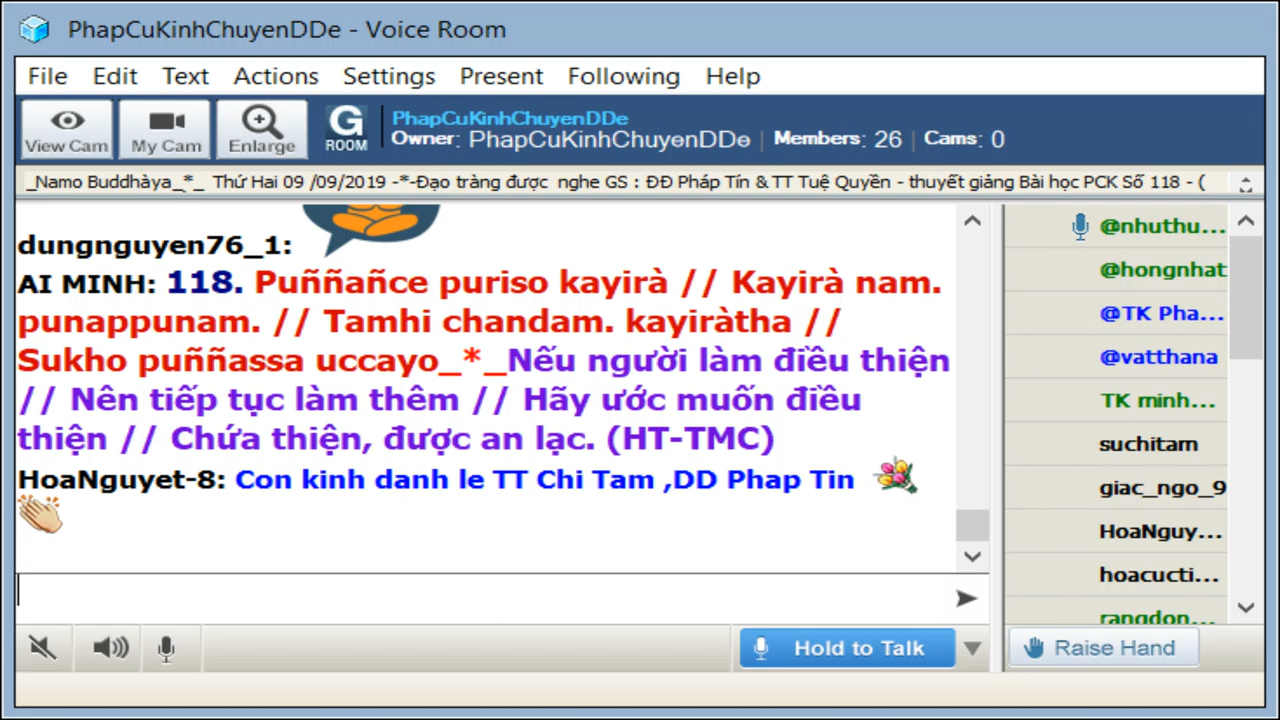 PhapCuKinhChuyenDDe - Voice Room
File Edit Text Actions Settings Present Following Help
View Cam My Cam Enlarge G ROOM
PhapCuKinhChuyenDDe
Owner: PhapCuKinhChuyenDDe | Members: 26 | Cams: 0
_Namo Buddhàya_*_ Thứ Hai 09 /09/2019 -*-Đạo tràng được nghe GS : ĐĐ Pháp Tín & TT Tuệ Quyền - thuyết giảng Bài học PCK Số 118 - (
dungnguyen76_1:
AI MINH: 118. Puññañce puriso kayirà // Kayirà nam.
punappunam. // Tamhi chandam. kayiràtha //
Sukho puññassa uccayo_*_Nếu người làm điều thiện
// Nên tiếp tục làm thêm // Hãy ước muốn điều
thiện // Chứa thiện, được an lạc. (HT-TMC)
HoaNguyet-8: Con kinh danh le TT Chi Tam ,DD Phap Tin
@nhuthu...
@hongnhat
@TK Pha...
@vatthana
TK minh...
suchitam
giac_ngo_9
HoaNguy...
hoacucti...
rangdon...
Hold to Talk
Raise Hand